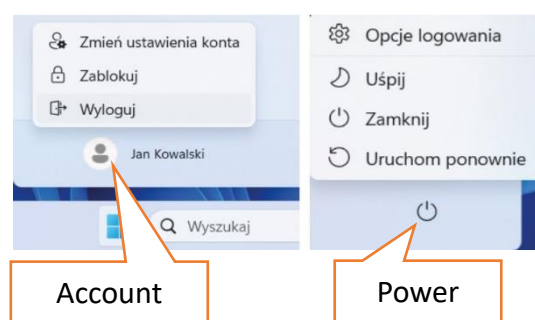 Zmień ustawienia konta
Zablokuj
Wyloguj
Jan Kowalski
Wyszukaj
Account
Opcje logowania
Uśpij
Zamknij
Uruchom ponownie
Power